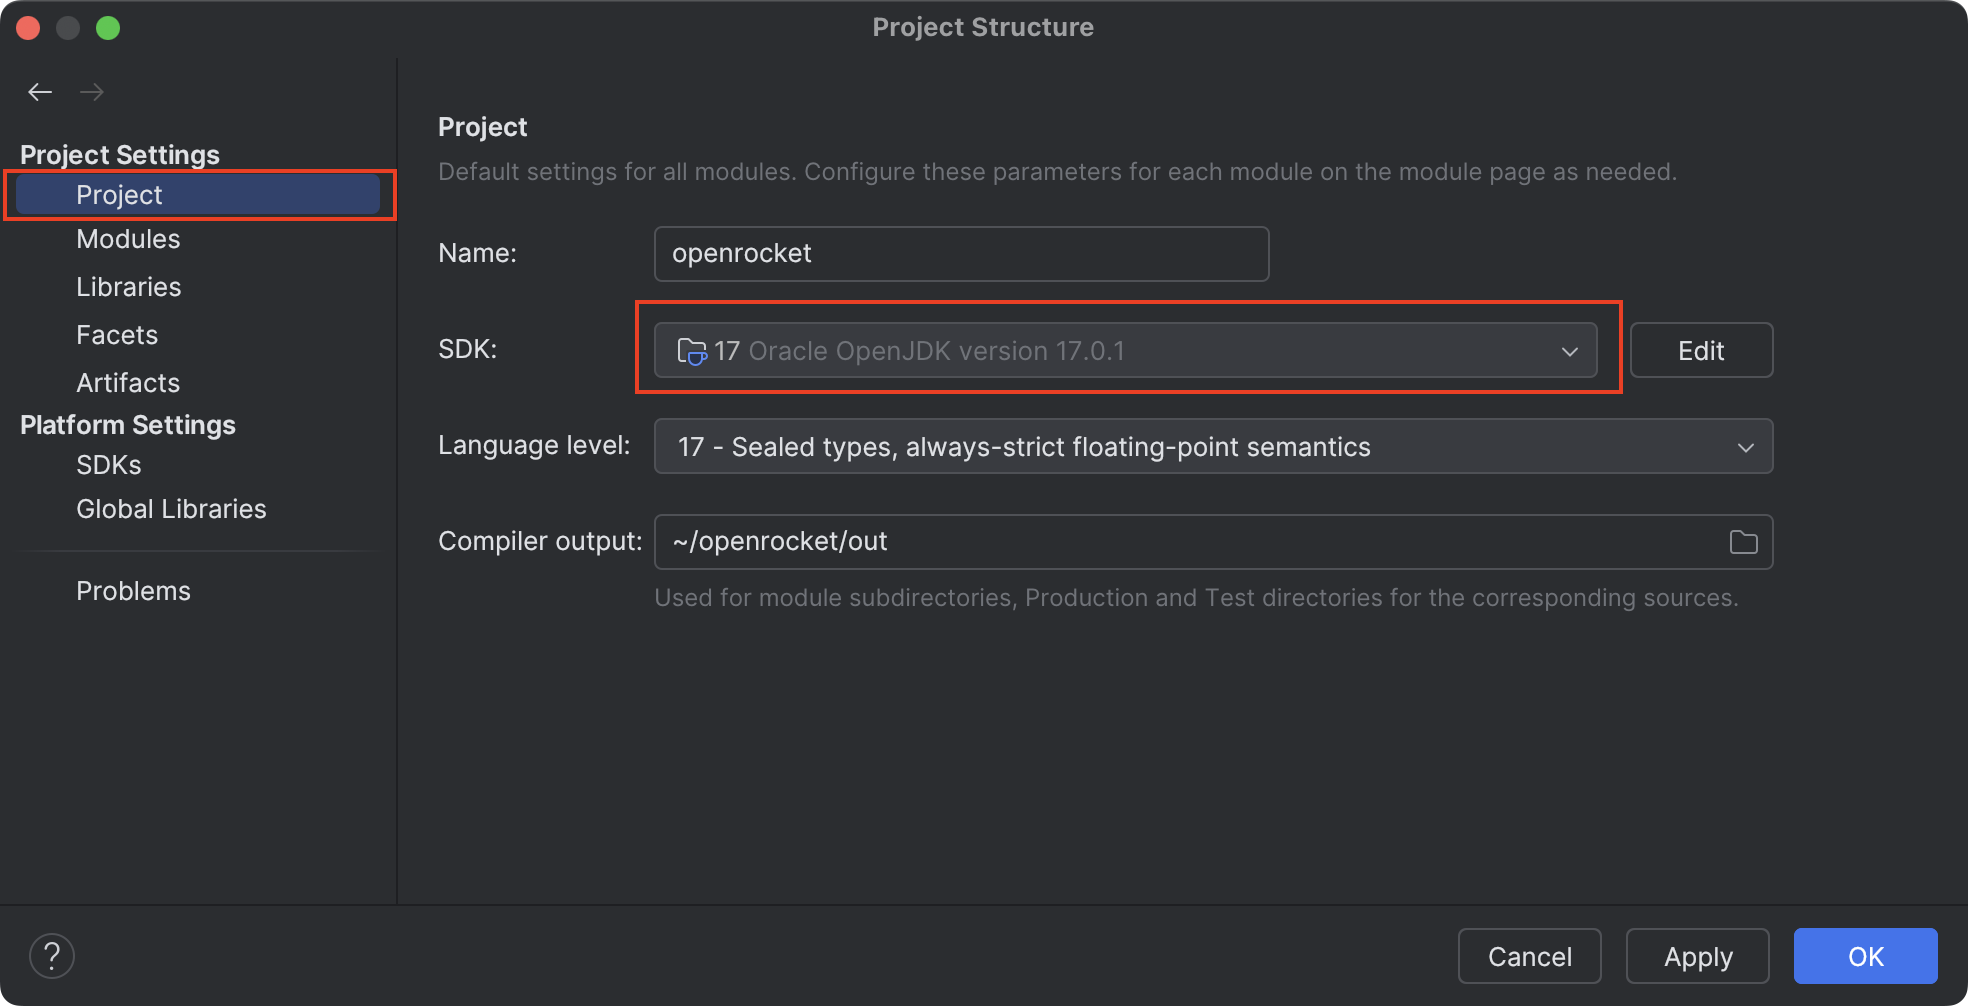 Project Structure
Project Settings
Project
Modules
Libraries
Facets
Artifacts
Platform Settings
SDKs
Global Libraries
Problems
Project
Default settings for all modules. Configure these parameters for each module on the module page as needed.
Name: openrocket
SDK: 17 Oracle OpenJDK version 17.0.1 Edit
Language level: 17 - Sealed types, always-strict floating-point semantics
Compiler output: ~/openrocket/out
Used for module subdirectories, Production and Test directories for the corresponding sources.
? Cancel Apply OK